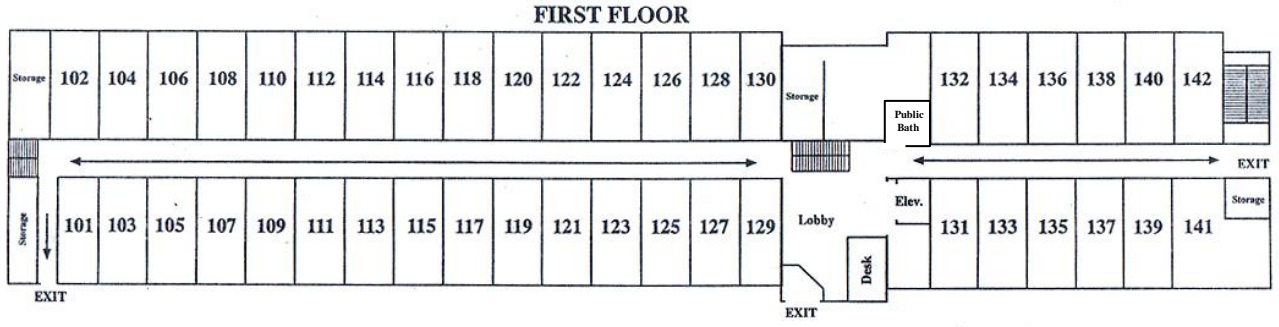 FIRST FLOOR
Storage 102 104 106 108 110 112 114 116 118 120 122 124 126 128 130 Storage 132 134 136 138 140 142
Public
Bath
EXIT
Storage 101 103 105 107 109 111 113 115 117 119 121 123 125 127 129 Lobby Elev. 131 133 135 137 139 141 Storage
Desk
EXIT
EXIT